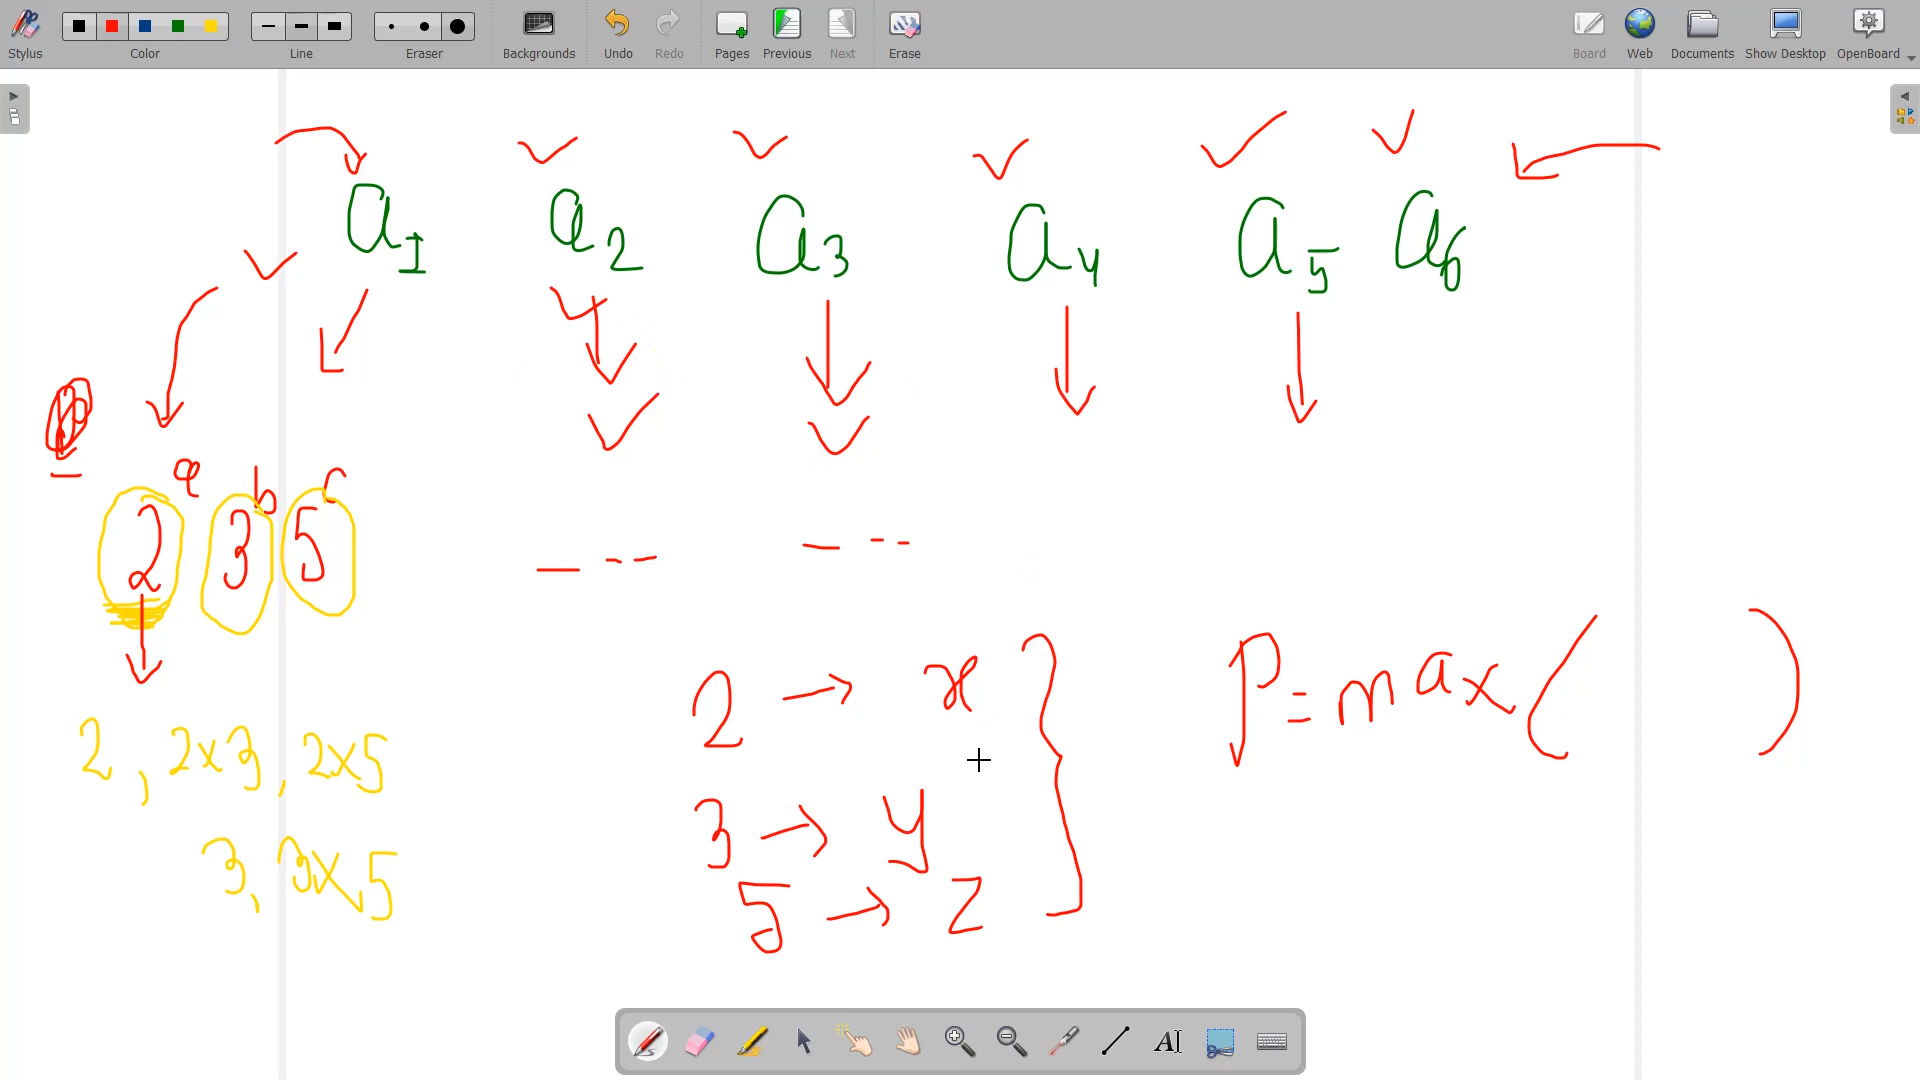 Stylus Color Line Eraser Backgrounds Undo Redo Pages Previous Next Erase Board Web Documents Show Desktop OpenBoard
a1 a2 a3 a4 a5 a6
2^a 3^b 5^c
2 → x
P = max( )
2, 2x3, 2x5
3 → y
3, 3x5
5 → z
AI